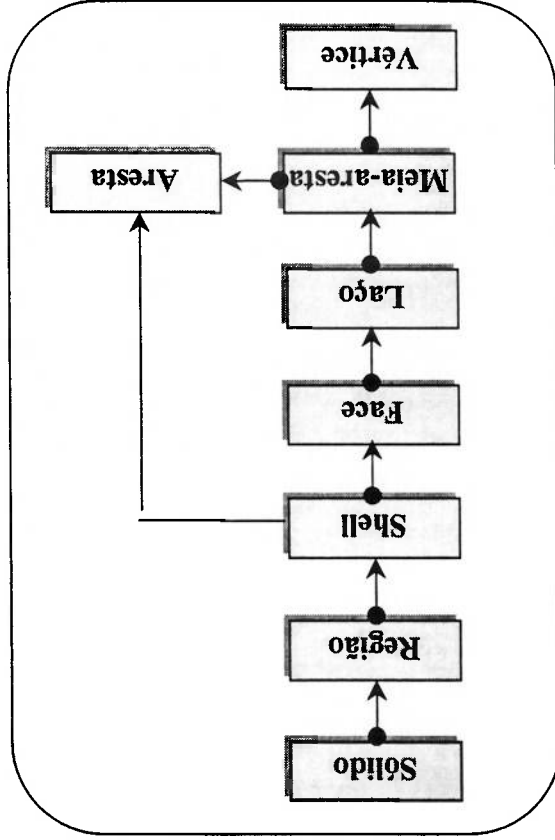 Sólido
Região
Shell
Face
Laço
Meia-aresta
Aresta
Vértice